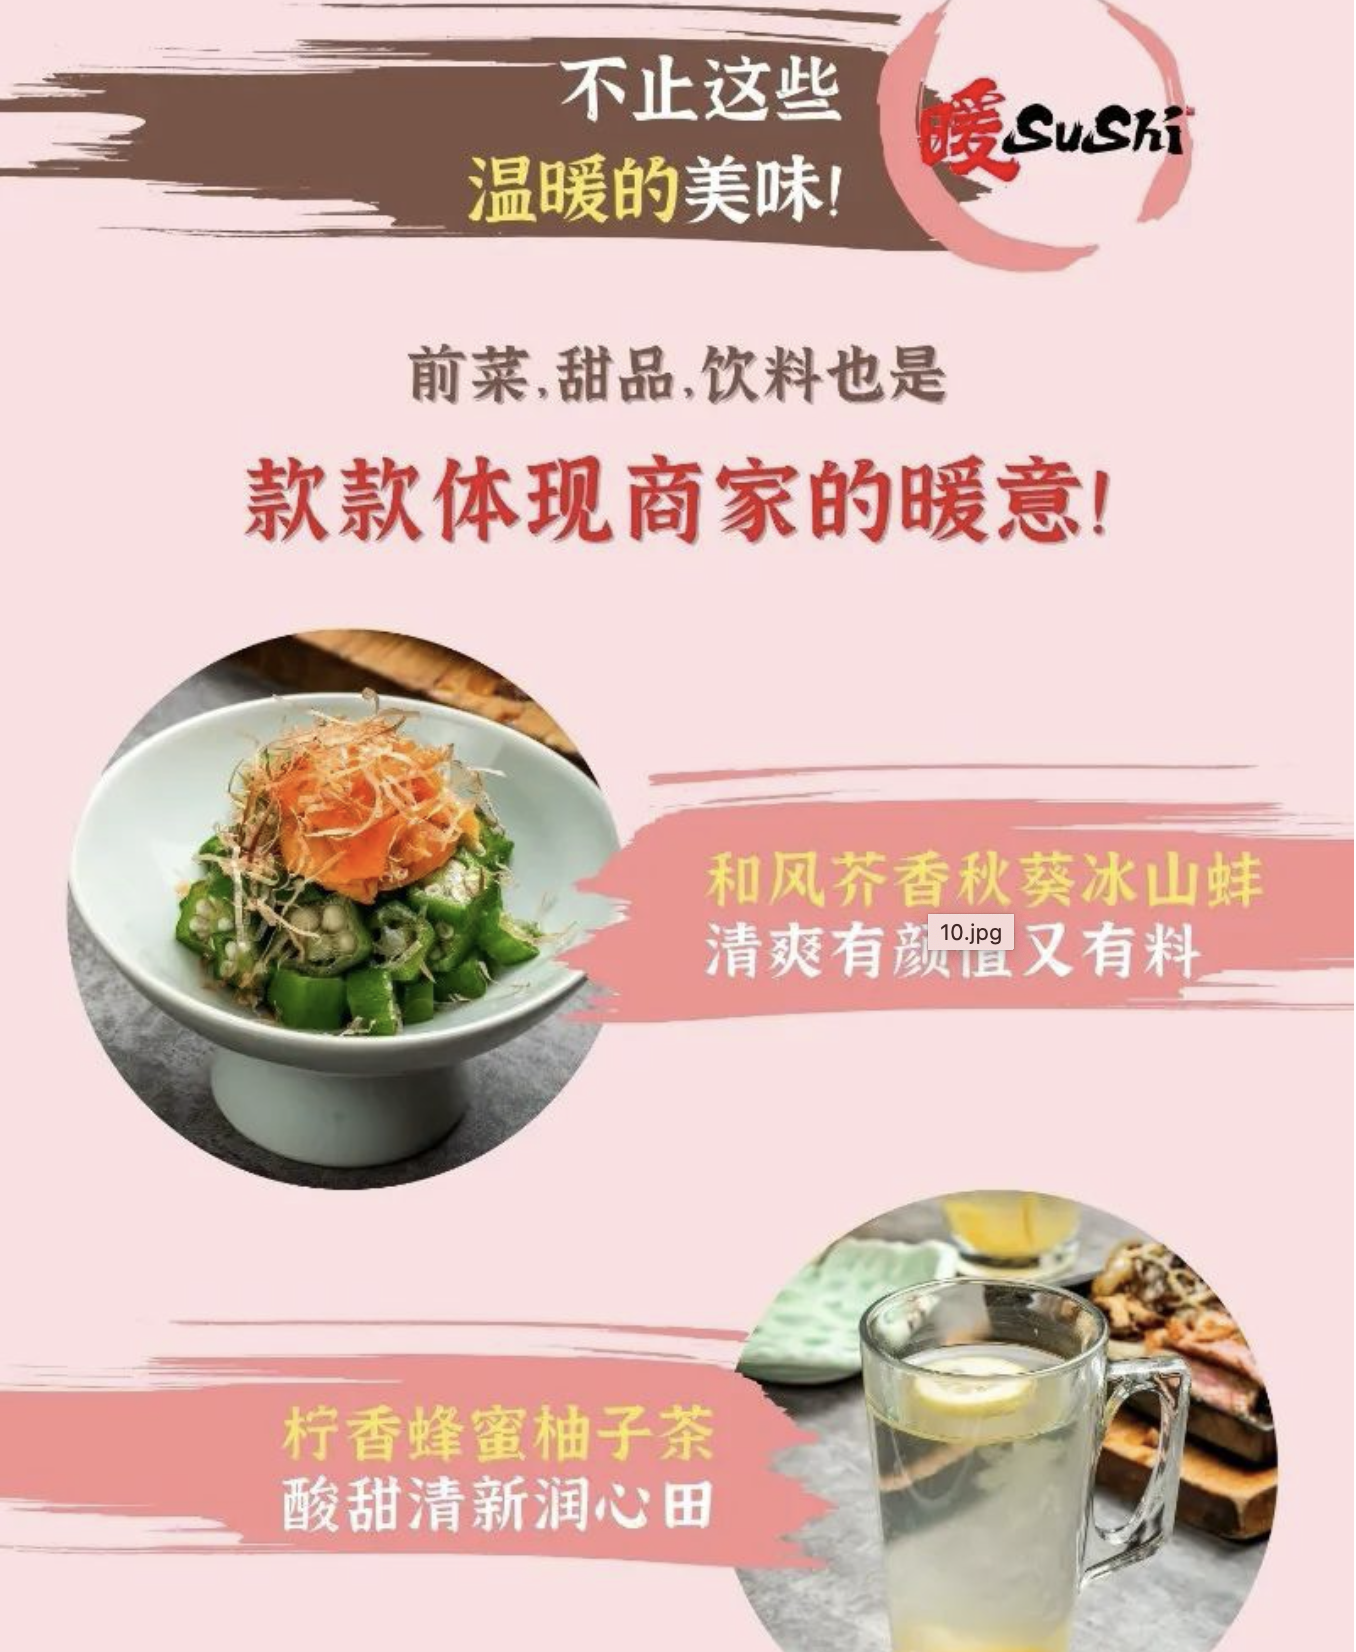 不止这些
温暖的美味!
暖SuShi
前菜,甜品,饮料也是
款款体现商家的暖意!
和风芥香秋葵冰山蚌
清爽有颜值又有料
10.jpg
柠香蜂蜜柚子茶
酸甜清新润心田